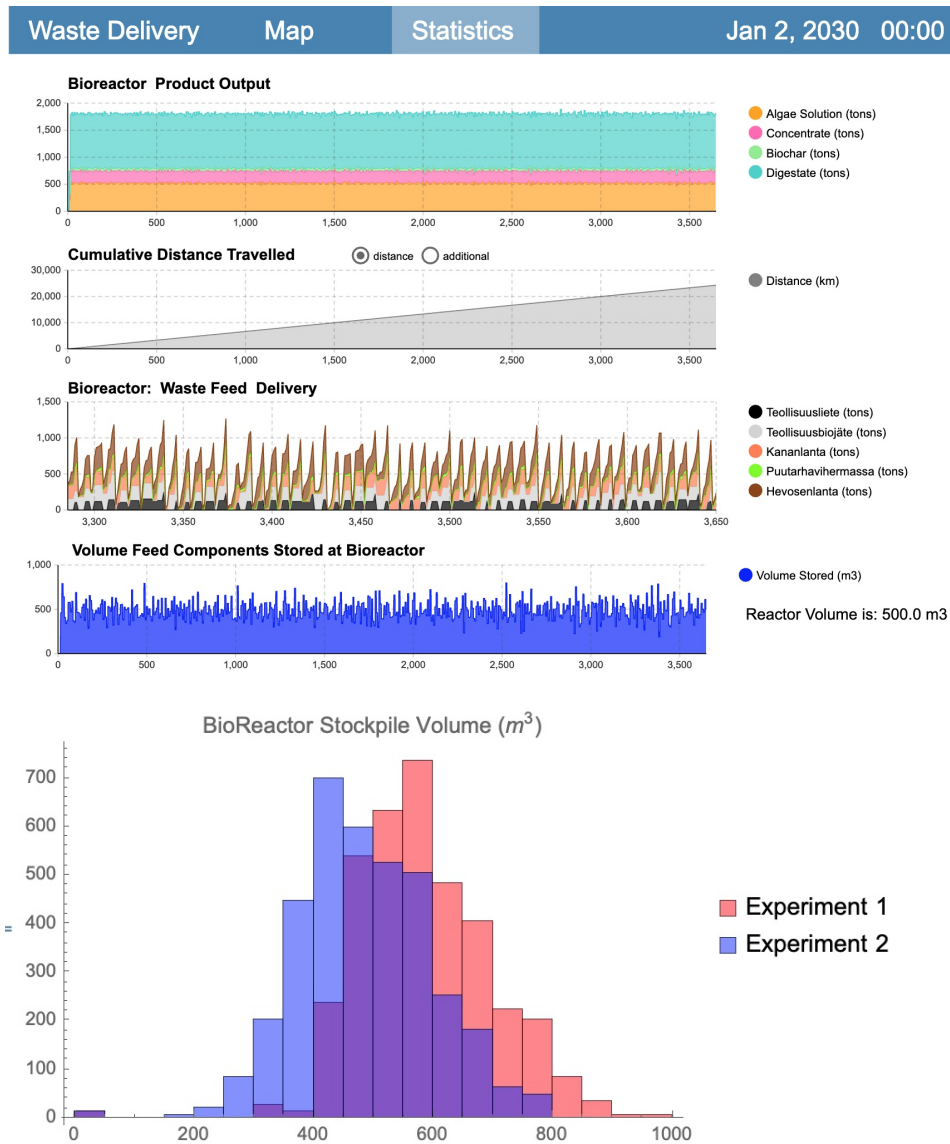 Waste Delivery Map Statistics Jan 2, 2030 00:00
Bioreactor Product Output
2,000
1,500
1,000
500
0
0 500 1,000 1,500 2,000 2,500 3,000 3,500
Algae Solution (tons)
Concentrate (tons)
Biochar (tons)
Digestate (tons)
Cumulative Distance Travelled distance additional
30,000
20,000
10,000
0
0 500 1,000 1,500 2,000 2,500 3,000 3,500
Distance (km)
Bioreactor: Waste Feed Delivery
1,500
1,000
500
0
3,300 3,350 3,400 3,450 3,500 3,550 3,600 3,650
Teollisuusliete (tons)
Teollisuusbiojäte (tons)
Kananlanta (tons)
Puutarhavihermassa (tons)
Hevosenlanta (tons)
Volume Feed Components Stored at Bioreactor
1,000
500
0
0 500 1,000 1,500 2,000 2,500 3,000 3,500
Volume Stored (m3)
Reactor Volume is: 500.0 m3
BioReactor Stockpile Volume (m³)
700
600
500
400
300
200
100
0
0 200 400 600 800 1000
Experiment 1
Experiment 2